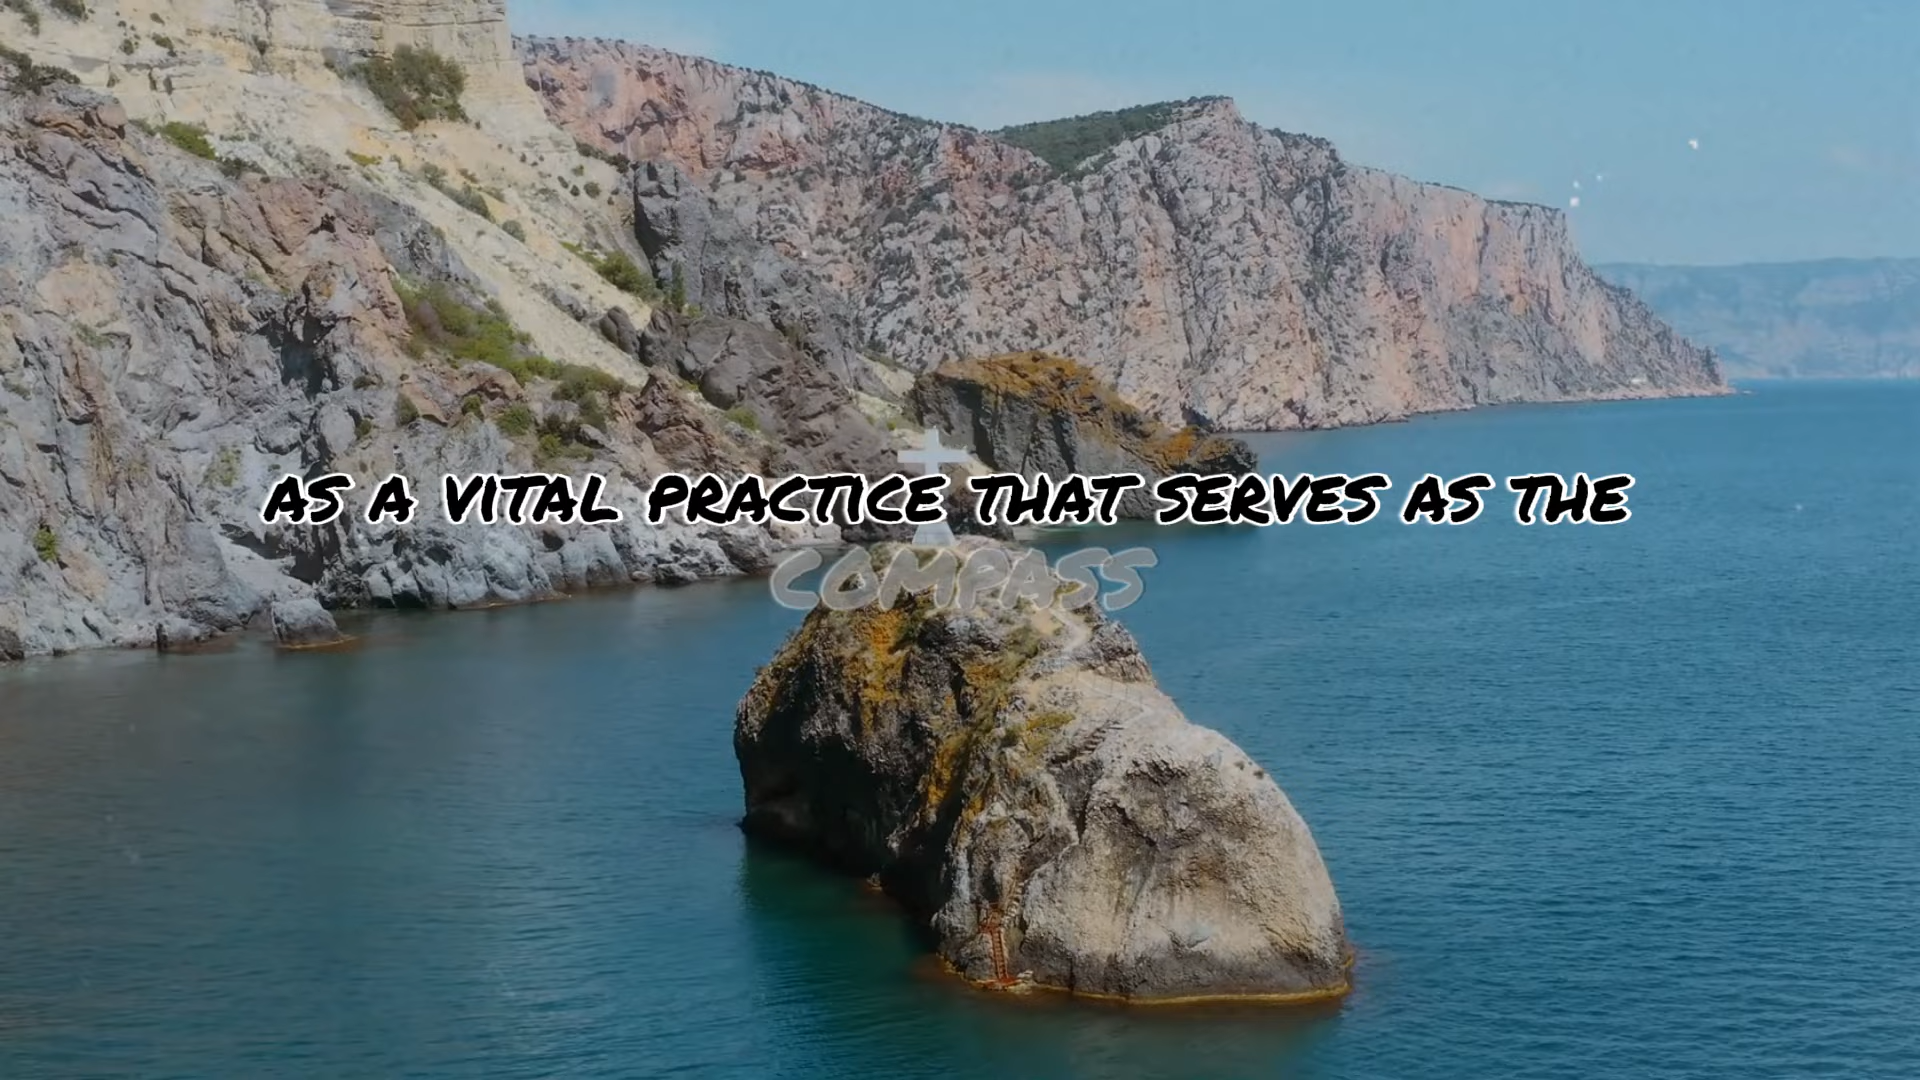 AS A VITAL PRACTICE THAT SERVES AS THE
COMPASS